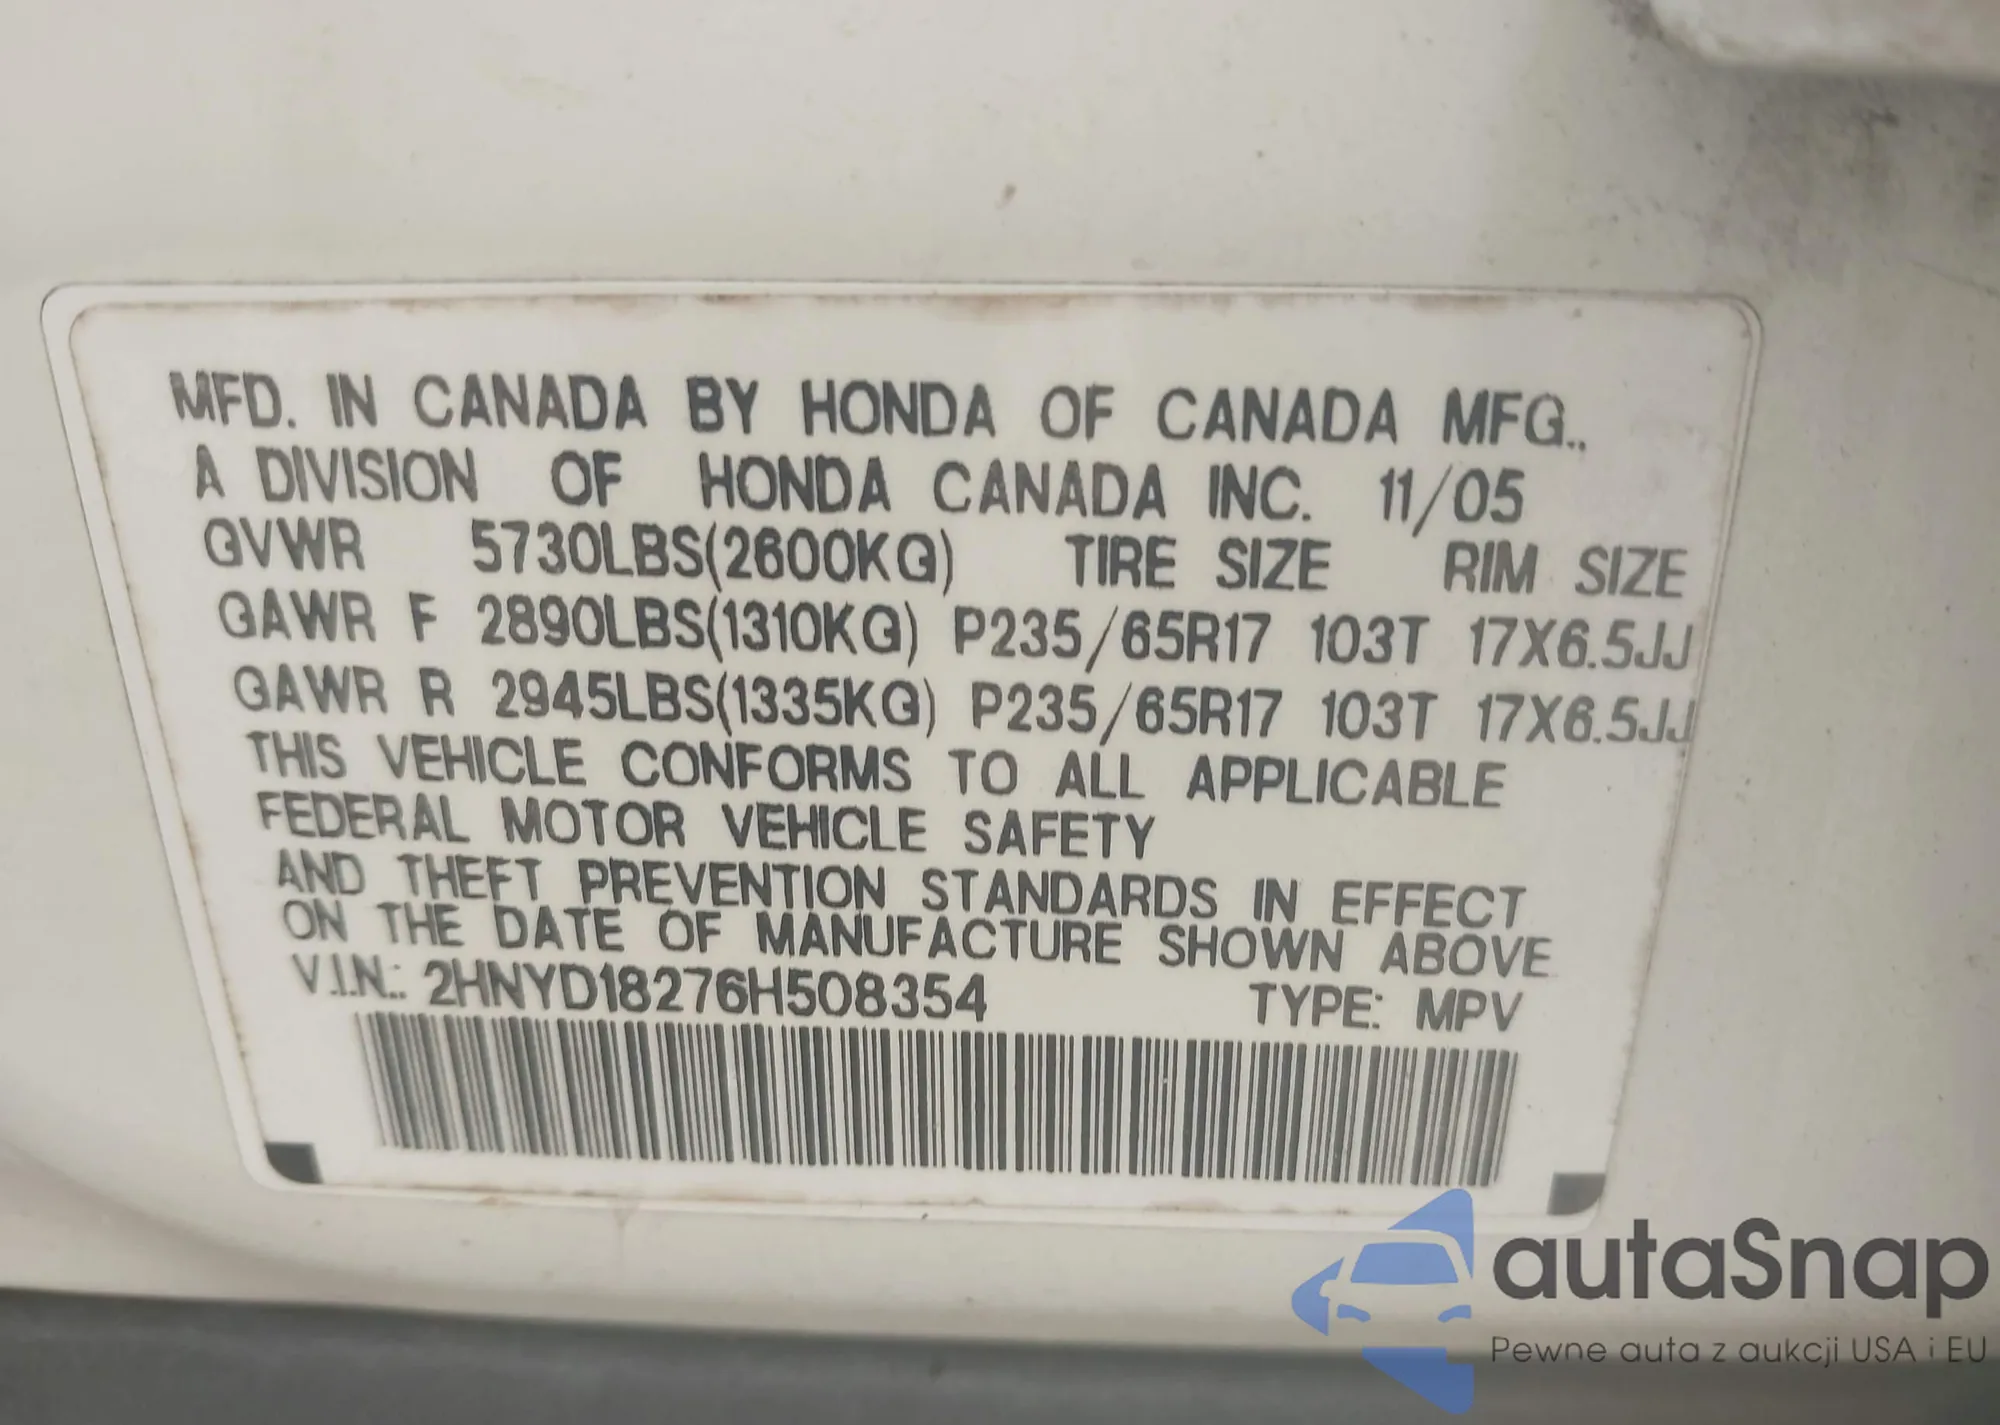 MFD. IN CANADA BY HONDA OF CANADA MFG..
A DIVISION OF HONDA CANADA INC. 11/05
GVWR 5730LBS(2600KG) TIRE SIZE RIM SIZE
GAWR F 2890LBS(1310KG) P235/65R17 103T 17X6.5JJ
GAWR R 2945LBS(1335KG) P235/65R17 103T 17X6.5JJ
THIS VEHICLE CONFORMS TO ALL APPLICABLE
FEDERAL MOTOR VEHICLE SAFETY
AND THEFT PREVENTION STANDARDS IN EFFECT
ON THE DATE OF MANUFACTURE SHOWN ABOVE
V.I.N.: 2HNYD18276H508354 TYPE: MPV
autaSnap
Pewne auta z aukcji USA i EU